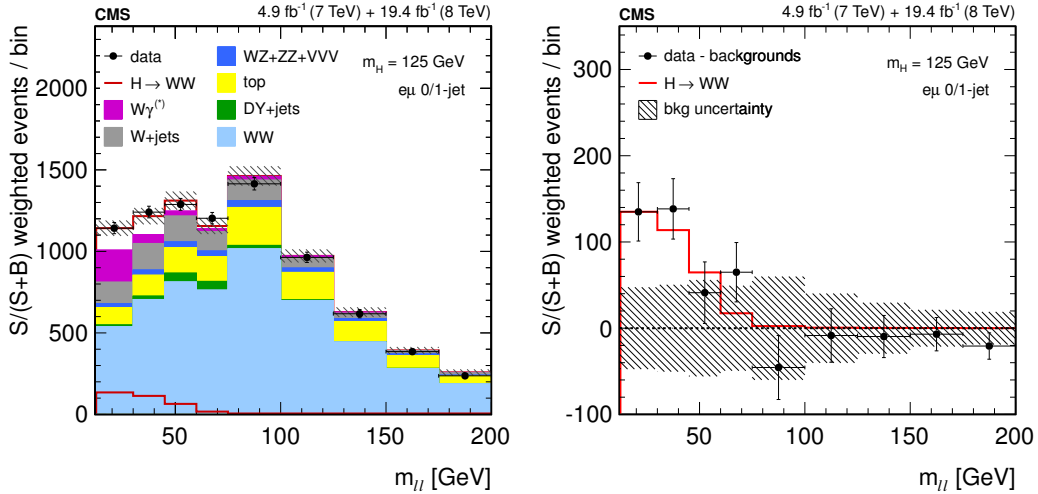 CMS 4.9 fb⁻¹ (7 TeV) + 19.4 fb⁻¹ (8 TeV)
S/(S+B) weighted events / bin
2000
1500
1000
500
0
data
H → WW
Wγ⁽*⁾
W+jets
WZ+ZZ+VVV
top
DY+jets
WW
m_H = 125 GeV
eμ 0/1-jet
50 100 150 200
m_ll [GeV]
CMS 4.9 fb⁻¹ (7 TeV) + 19.4 fb⁻¹ (8 TeV)
S/(S+B) weighted events / bin
300
200
100
0
-100
data - backgrounds
H → WW
bkg uncertainty
m_H = 125 GeV
eμ 0/1-jet
50 100 150 200
m_ll [GeV]